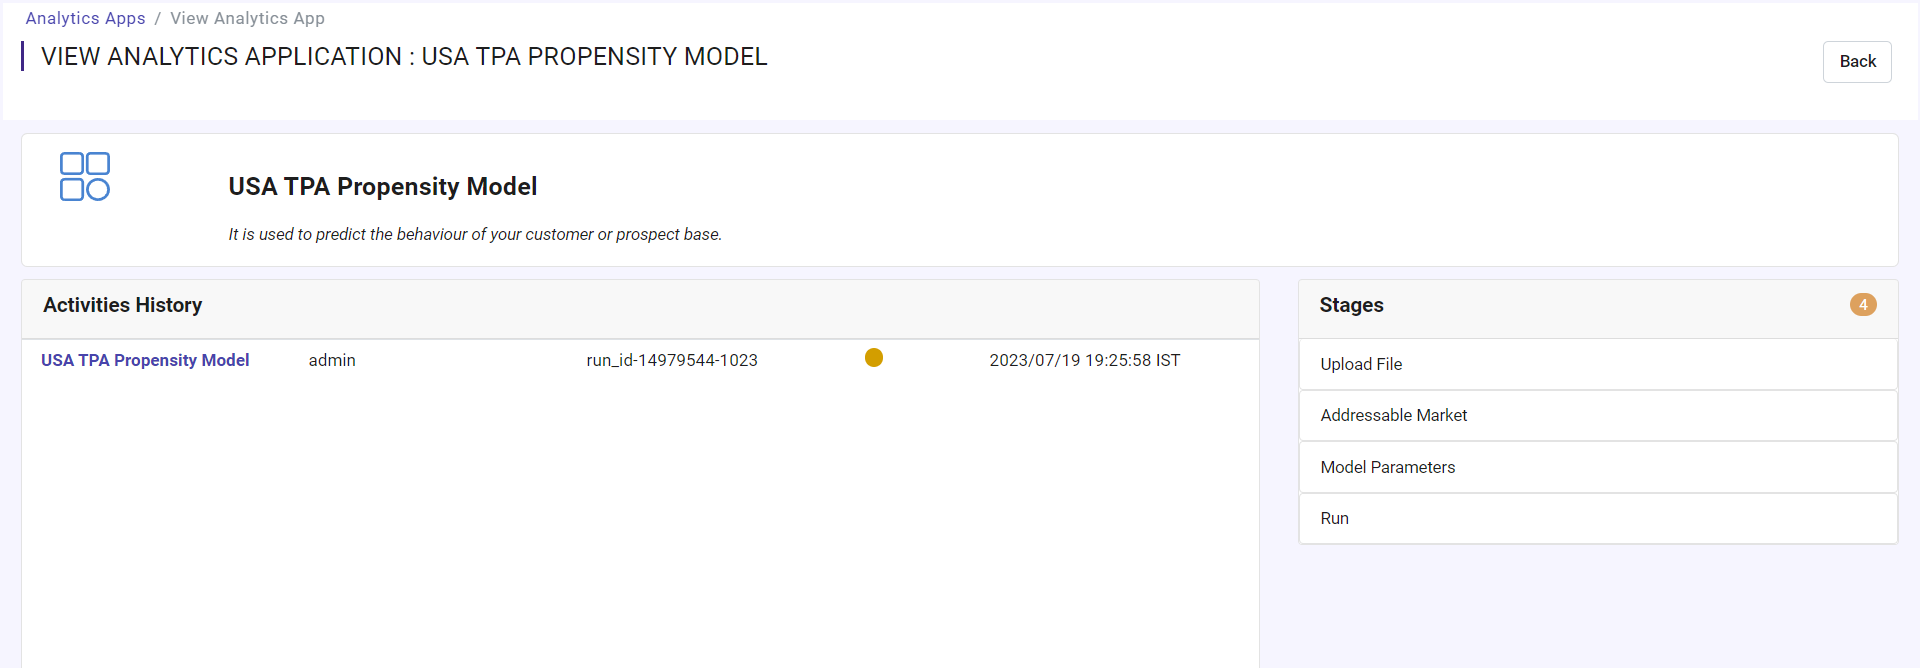 Analytics Apps / View Analytics App
VIEW ANALYTICS APPLICATION : USA TPA PROPENSITY MODEL
Back
USA TPA Propensity Model
It is used to predict the behaviour of your customer or prospect base.
Activities History
USA TPA Propensity Model admin run_id-14979544-1023 2023/07/19 19:25:58 IST
Stages 4
Upload File
Addressable Market
Model Parameters
Run